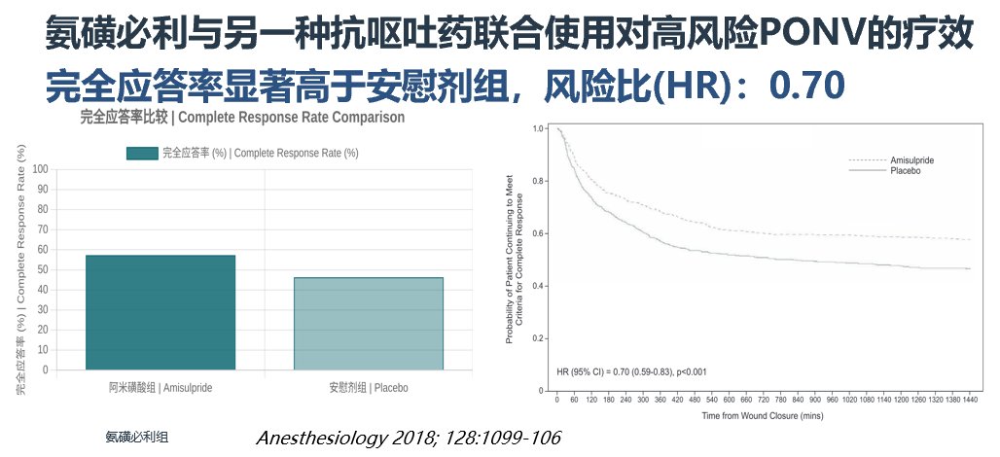 氨磺必利与另一种抗呕吐药联合使用对高风险PONV的疗效
完全应答率显著高于安慰剂组，风险比(HR)：0.70
完全应答率比较 | Complete Response Rate Comparison
完全应答率 (%) | Complete Response Rate (%)
完全应答率 (%) | Complete Response Rate (%)
100
90
80
70
60
50
40
30
20
10
0
阿米磺酸组 | Amisulpride
安慰剂组 | Placebo
Probability of Patient Continuing to Meet
Criteria for Complete Response
1.0
0.8
0.6
0.4
0.2
0
Amisulpride
Placebo
HR (95% CI) = 0.70 (0.59-0.83), p<0.001
0 60 120 180 240 300 360 420 480 540 600 660 720 780 840 900 960 1020 1080 1140 1200 1260 1320 1380 1440
Time from Wound Closure (mins)
氨磺必利组
Anesthesiology 2018; 128:1099-106